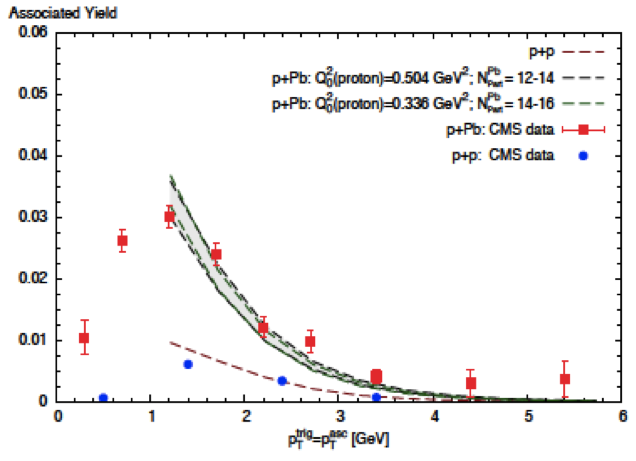 Associated Yield
0.06
0.05
0.04
0.03
0.02
0.01
0
p+p
p+Pb: Q₀²(proton)=0.504 GeV²; N_Part^Pb = 12-14
p+Pb: Q₀²(proton)=0.336 GeV²; N_Part^Pb = 14-16
p+Pb: CMS data
p+p: CMS data
0 1 2 3 4 5 6
p_T^trig=p_T^asc [GeV]